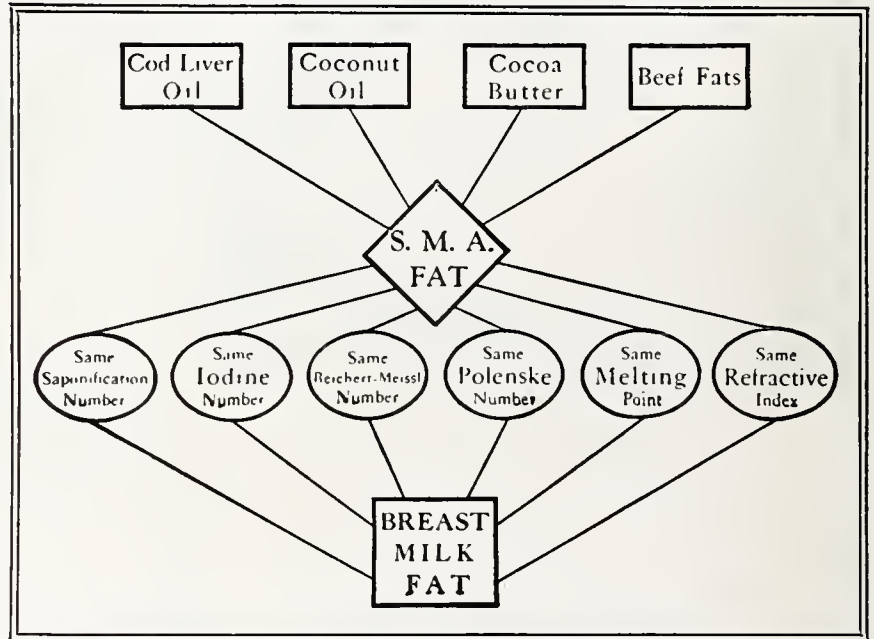 Cod Liver
Oil
Coconut
Oil
Cocoa
Butter
Beef Fats
S. M. A.
FAT
Same
Saponification
Number
Same
Iodine
Number
Same
Reichert-Meissl
Number
Same
Polenske
Number
Same
Melting
Point
Same
Refractive
Index
BREAST
MILK
FAT